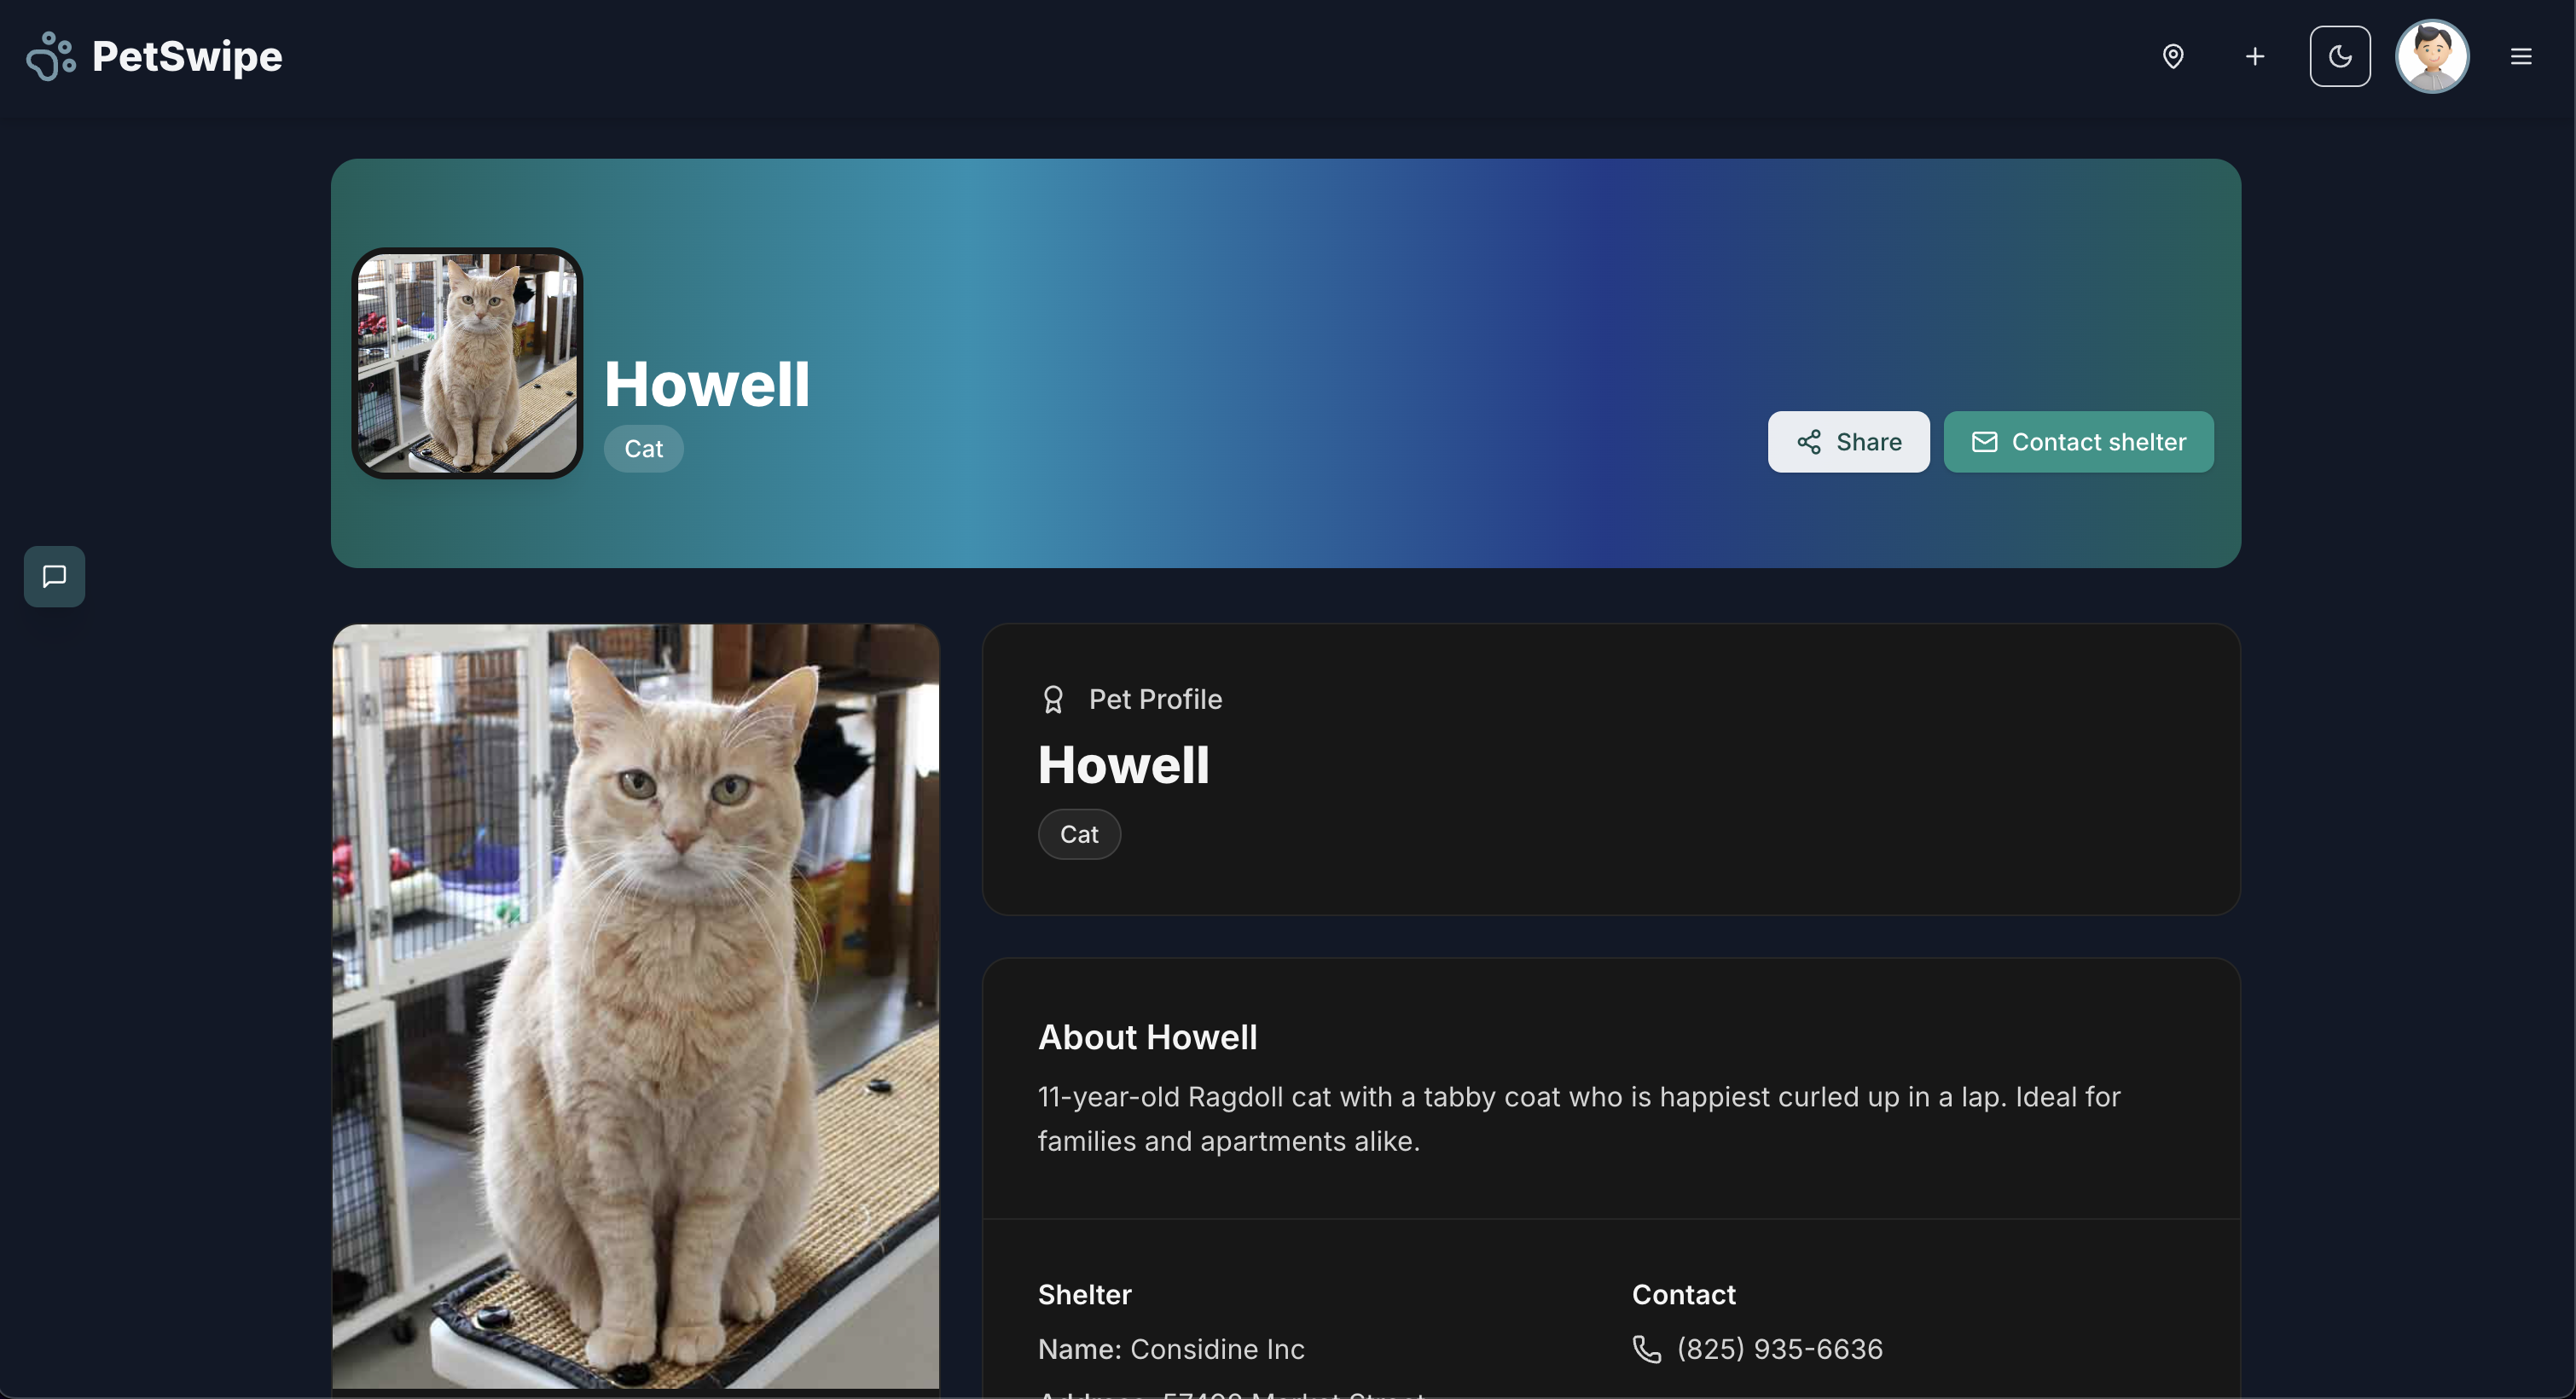 PetSwipe
Howell
Cat
Share
Contact shelter
Pet Profile
Howell
Cat
About Howell
11-year-old Ragdoll cat with a tabby coat who is happiest curled up in a lap. Ideal for
families and apartments alike.
Shelter
Contact
Name: Considine Inc
(825) 935-6636